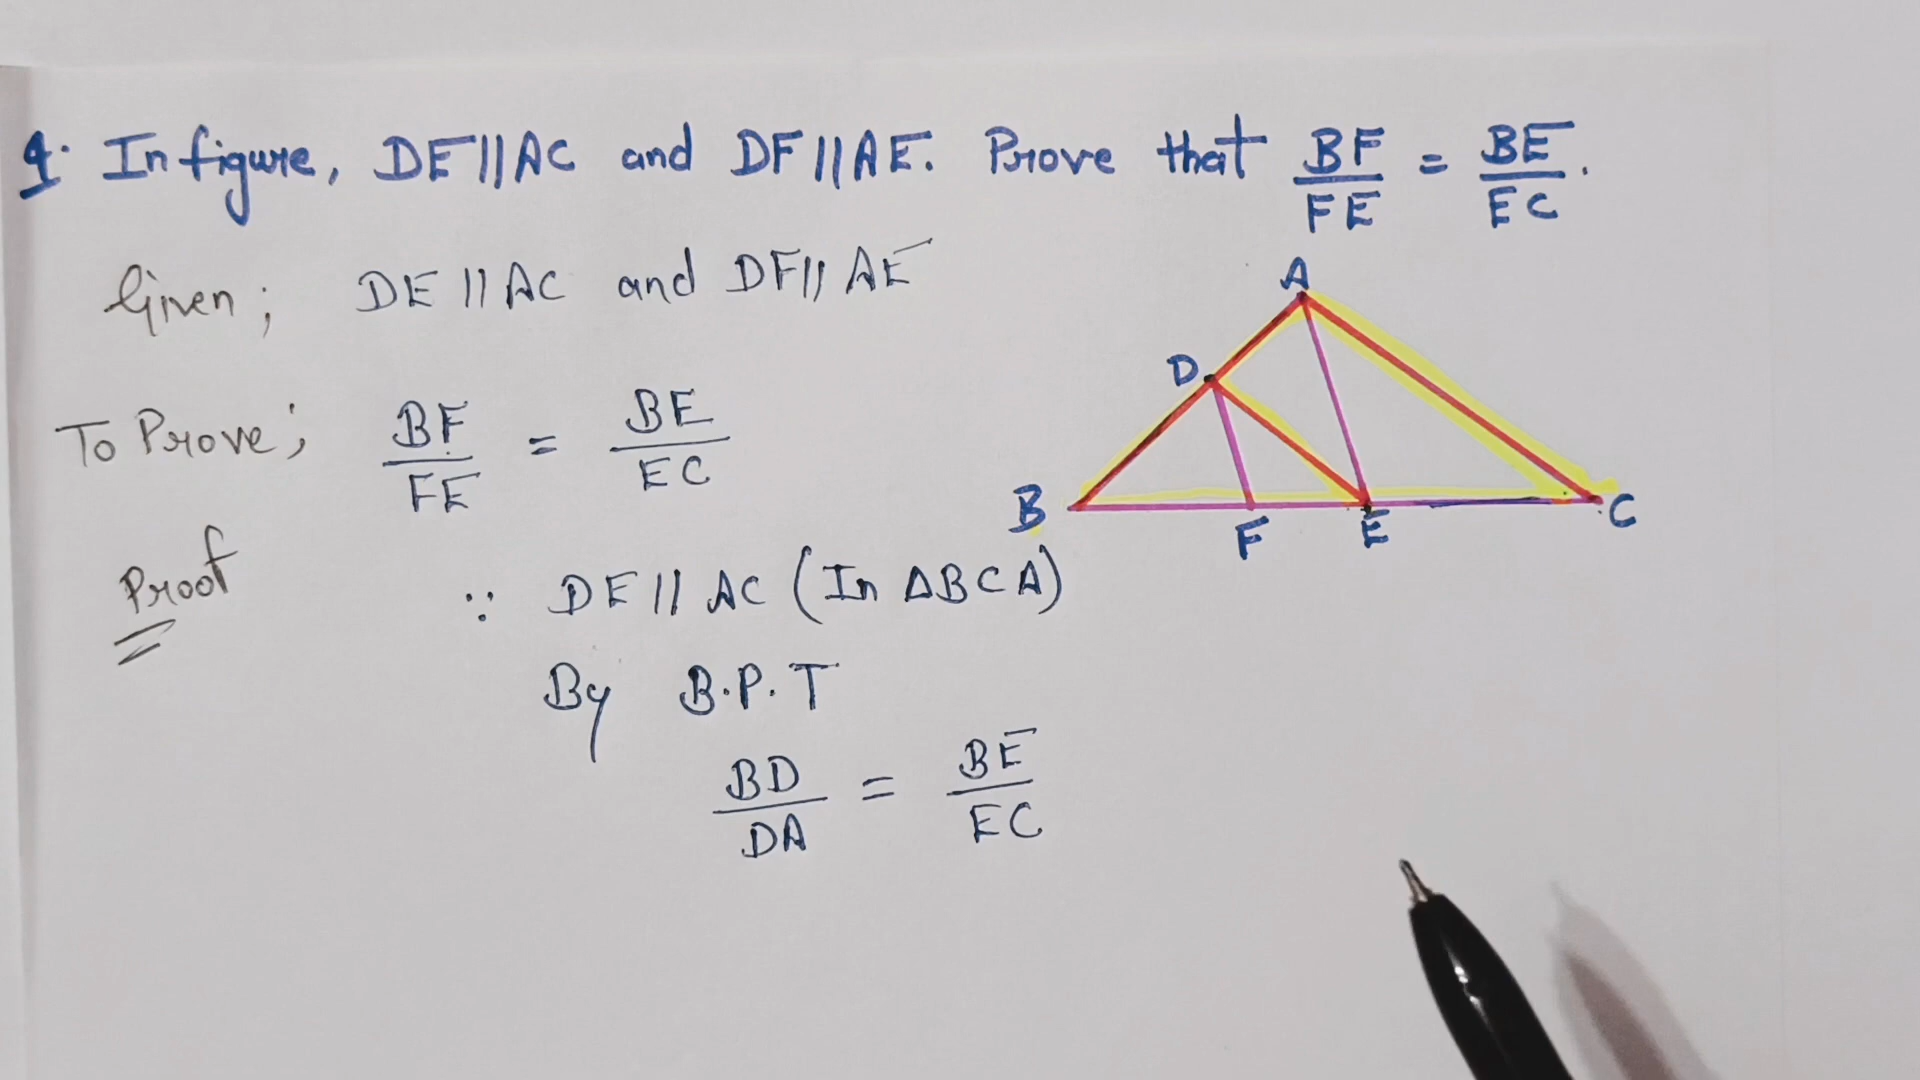 Q. In figure, DE || AC and DF || AE. Prove that BF/FE = BE/EC.
Given; DE || AC and DF || AE
To Prove; BF/FE = BE/EC
Proof
∵ DE || AC (In ΔBCA)
By B.P.T
BD/DA = BE/EC
A
D
B
F
E
C